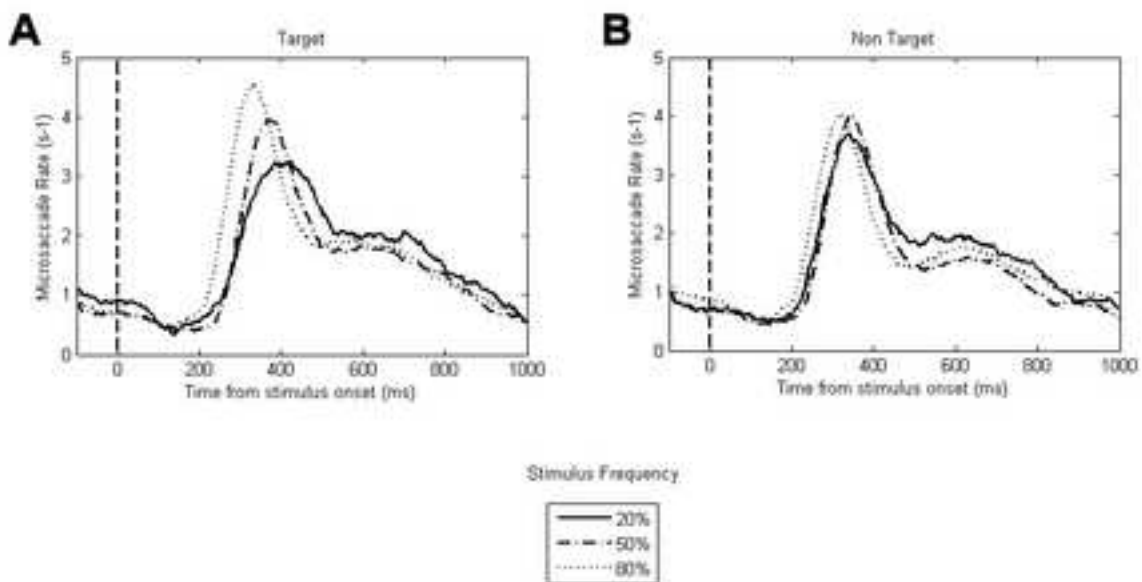 A
Target
5
4
3
2
1
0
Microsaccade Rate (s-1)
0 200 400 600 800 1000
Time from stimulus onset (ms)
B
Non Target
5
4
3
2
1
0
Microsaccade Rate (s-1)
0 200 400 600 800 1000
Time from stimulus onset (ms)
Stimulus Frequency
20%
50%
80%